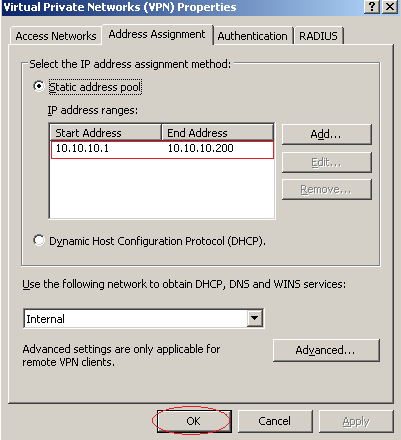 Virtual Private Networks (VPN) Properties
Access Networks Address Assignment Authentication RADIUS
Select the IP address assignment method:
Static address pool
IP address ranges:
Start Address End Address Add...
10.10.10.1 10.10.10.200
Edit...
Remove...
Dynamic Host Configuration Protocol (DHCP).
Use the following network to obtain DHCP, DNS and WINS services:
Internal
Advanced settings are only applicable for Advanced...
remote VPN clients.
OK Cancel Apply